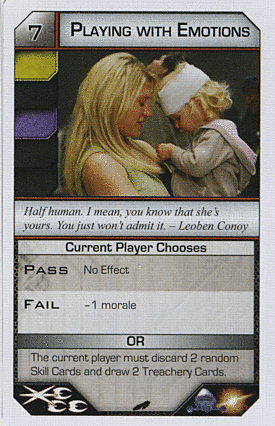 7
PLAYING WITH EMOTIONS
Half human. I mean, you know that she's
yours. You just won't admit it. – Leoben Conoy
Current Player Chooses
PASS No Effect
FAIL -1 morale
OR
The current player must discard 2 random
Skill Cards and draw 2 Treachery Cards.